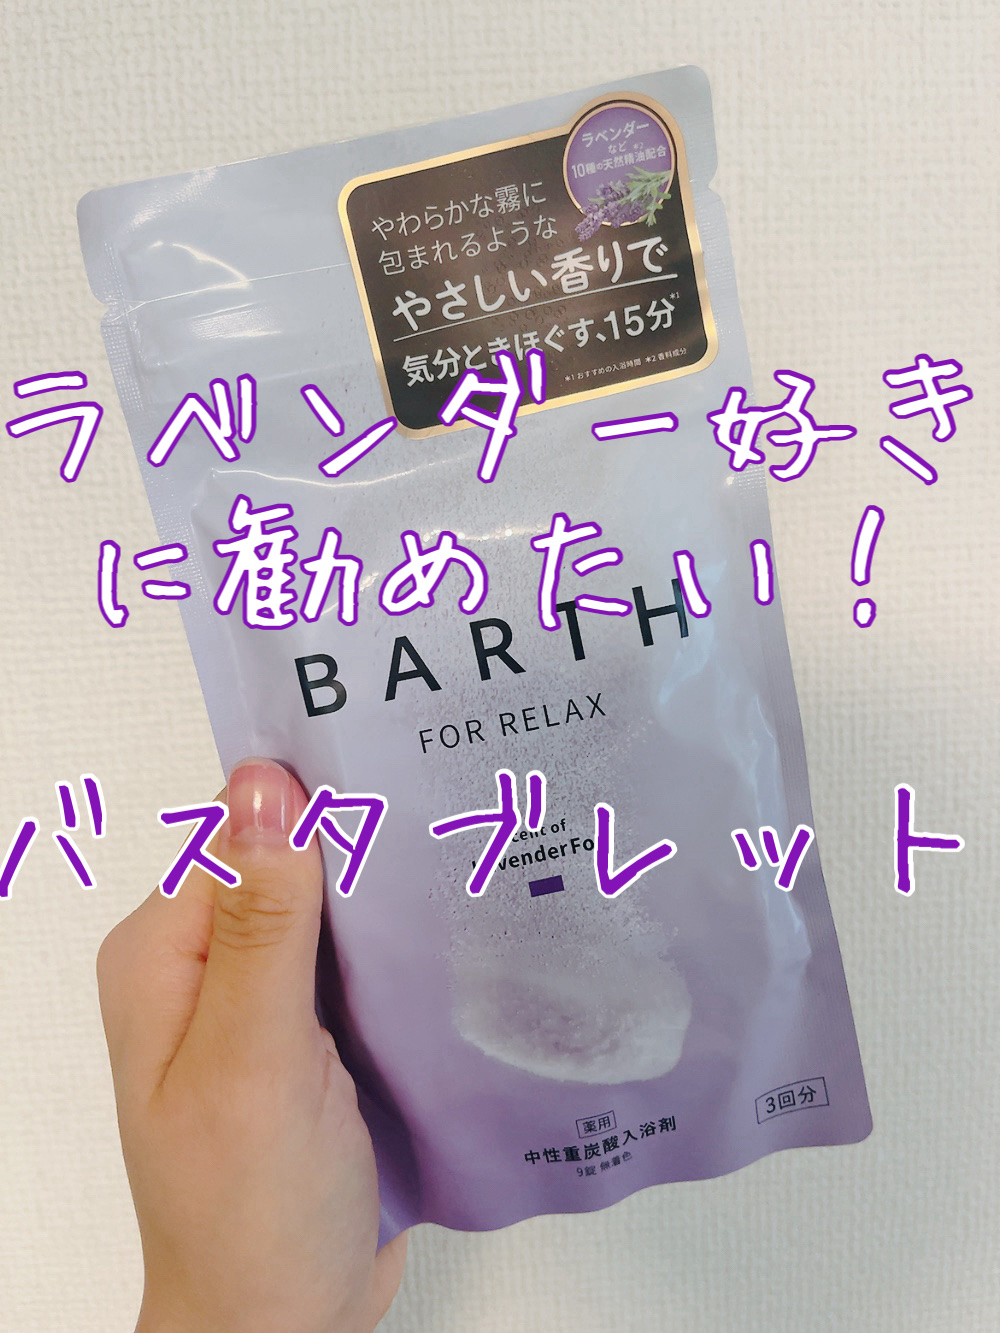 ラベンダー
など ※2
10種の天然精油配合
やわらかな霧に
包まれるような
やさしい香りで
気分ときほぐす、15分※1
※1 おすすめの入浴時間 ※2 香料成分
ラベンダー好き
に勧めたい！
BARTH
FOR RELAX
バスタブレット
3回分
薬用
中性重炭酸入浴剤
9錠 無着色